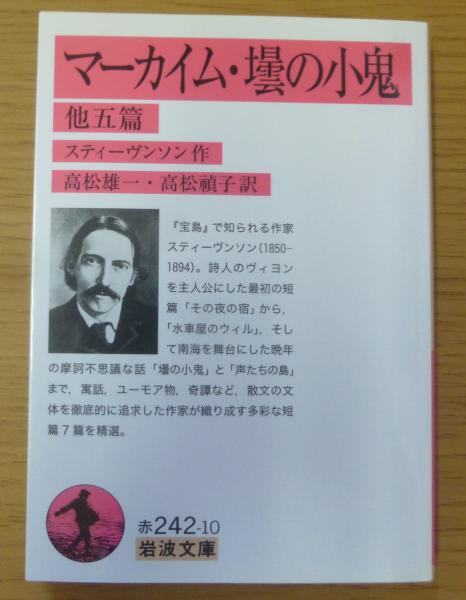 マーカイム・壜の小鬼
他五篇
スティーヴンソン作
高松雄一・高松禎子訳
『宝島』で知られる作家
スティーヴンソン(1850-
1894)。詩人のヴィヨン
を主人公にした最初の短
篇「その夜の宿」から,
「水車屋のウィル」, そし
て南海を舞台にした晩年
の摩訶不思議な話「壜の小鬼」と「声たちの島」
まで, 寓話, ユーモア物, 奇譚など, 散文の文
体を徹底的に追求した作家が織り成す多彩な短
篇7篇を精選。
赤242-10
岩波文庫